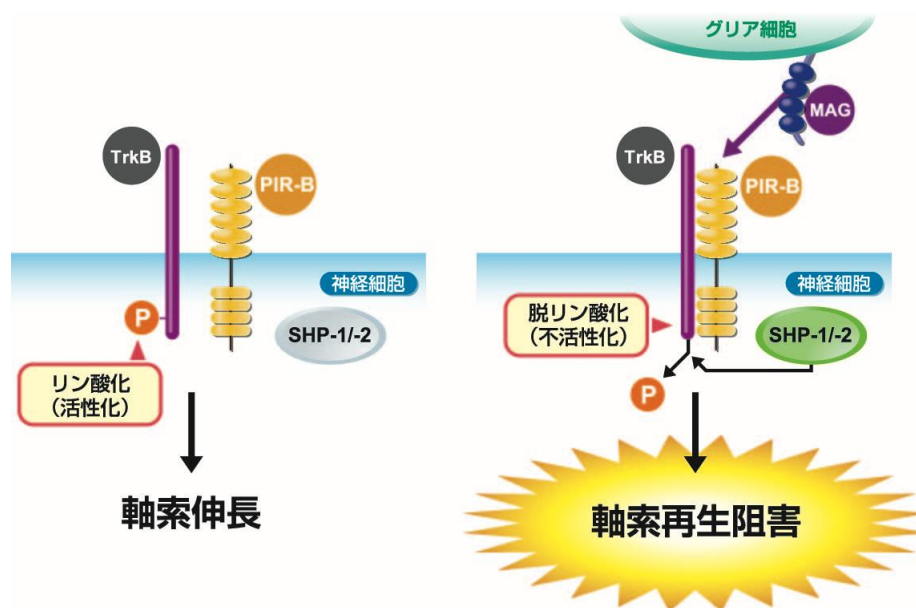 TrkB
PIR-B
神経細胞
P
SHP-1/-2
リン酸化
(活性化)
軸索伸長
グリア細胞
MAG
TrkB
PIR-B
神経細胞
脱リン酸化
(不活性化)
SHP-1/-2
P
軸索再生阻害